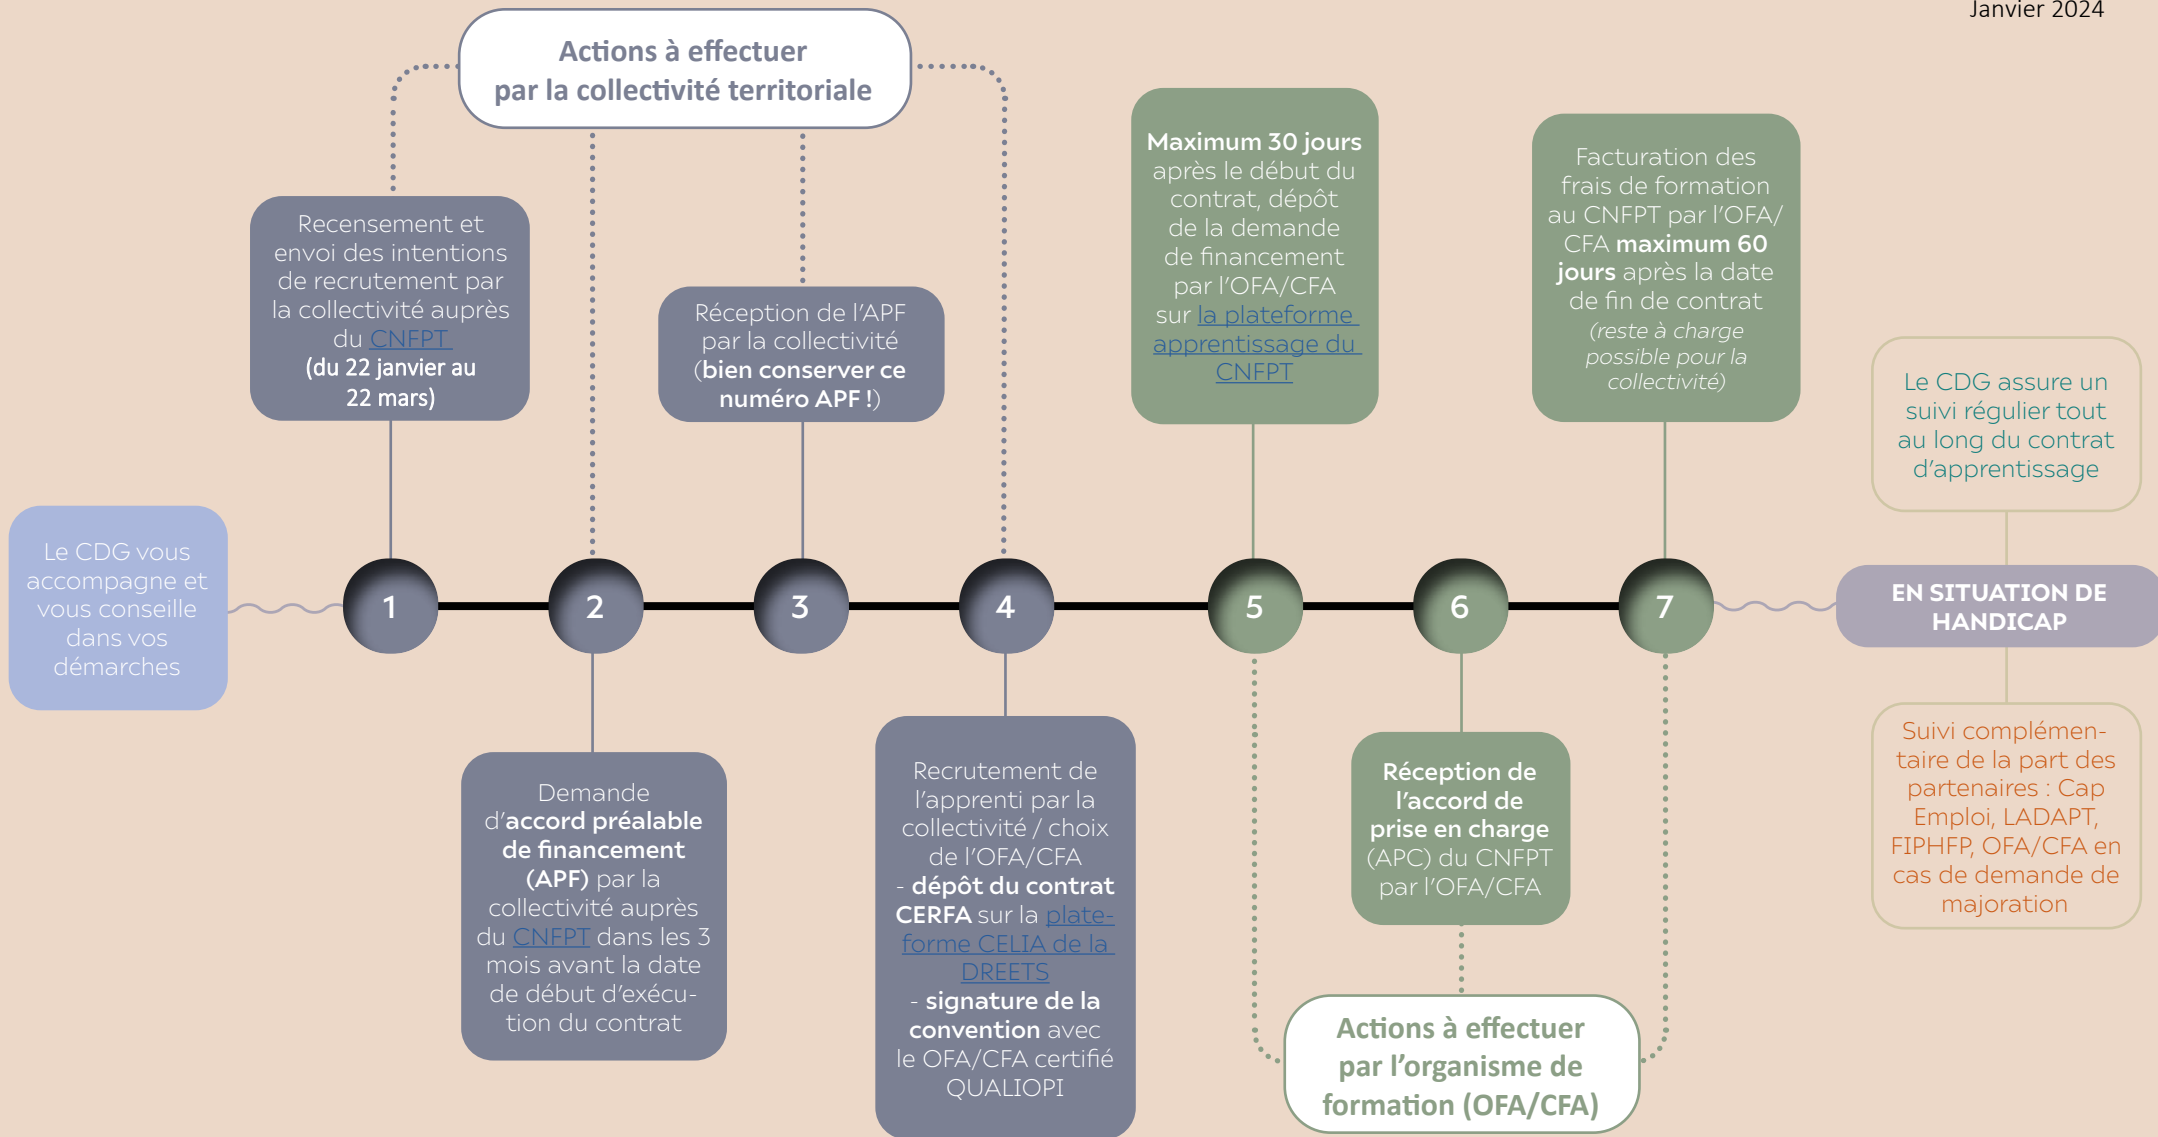 Janvier 2024
Actions à effectuer
par la collectivité territoriale
Recensement et
envoi des intentions
de recrutement par
la collectivité auprès
du CNFPT
(du 22 janvier au
22 mars)
Réception de l'APF
par la collectivité
(bien conserver ce
numéro APF !)
Maximum 30 jours
après le début du
contrat, dépôt
de la demande
de financement
par l'OFA/CFA
sur la plateforme
apprentissage du
CNFPT
Facturation des
frais de formation
au CNFPT par l'OFA/
CFA maximum 60
jours après la date
de fin de contrat
(reste à charge
possible pour la
collectivité)
Le CDG assure un
suivi régulier tout
au long du contrat
d'apprentissage
Le CDG vous
accompagne et
vous conseille
dans vos
démarches
1
2
3
4
5
6
7
EN SITUATION DE
HANDICAP
Demande
d'accord préalable
de financement
(APF) par la
collectivité auprès
du CNFPT dans les 3
mois avant la date
de début d'exécu-
tion du contrat
Recrutement de
l'apprenti par la
collectivité / choix
de l'OFA/CFA
- dépôt du contrat
CERFA sur la plate-
forme CELIA de la
DREETS
- signature de la
convention avec
le OFA/CFA certifié
QUALIOPI
Réception de
l'accord de
prise en charge
(APC) du CNFPT
par l'OFA/CFA
Suivi complémen-
taire de la part des
partenaires : Cap
Emploi, LADAPT,
FIPHFP, OFA/CFA en
cas de demande de
majoration
Actions à effectuer
par l'organisme de
formation (OFA/CFA)